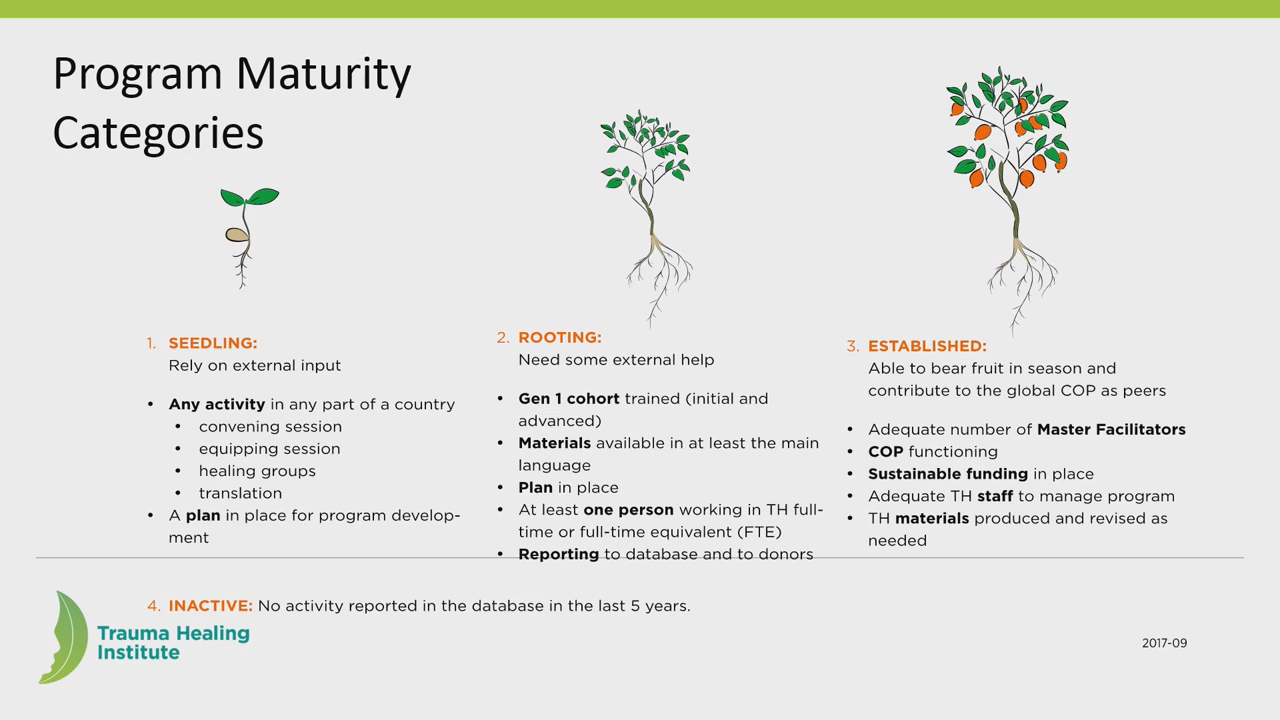 Program Maturity
Categories
1. SEEDLING:
Rely on external input
• Any activity in any part of a country
• convening session
• equipping session
• healing groups
• translation
• A plan in place for program develop-
ment
2. ROOTING:
Need some external help
• Gen 1 cohort trained (initial and
advanced)
• Materials available in at least the main
language
• Plan in place
• At least one person working in TH full-
time or full-time equivalent (FTE)
• Reporting to database and to donors
3. ESTABLISHED:
Able to bear fruit in season and
contribute to the global COP as peers
• Adequate number of Master Facilitators
• COP functioning
• Sustainable funding in place
• Adequate TH staff to manage program
• TH materials produced and revised as
needed
4. INACTIVE: No activity reported in the database in the last 5 years.
Trauma Healing
Institute
2017-09